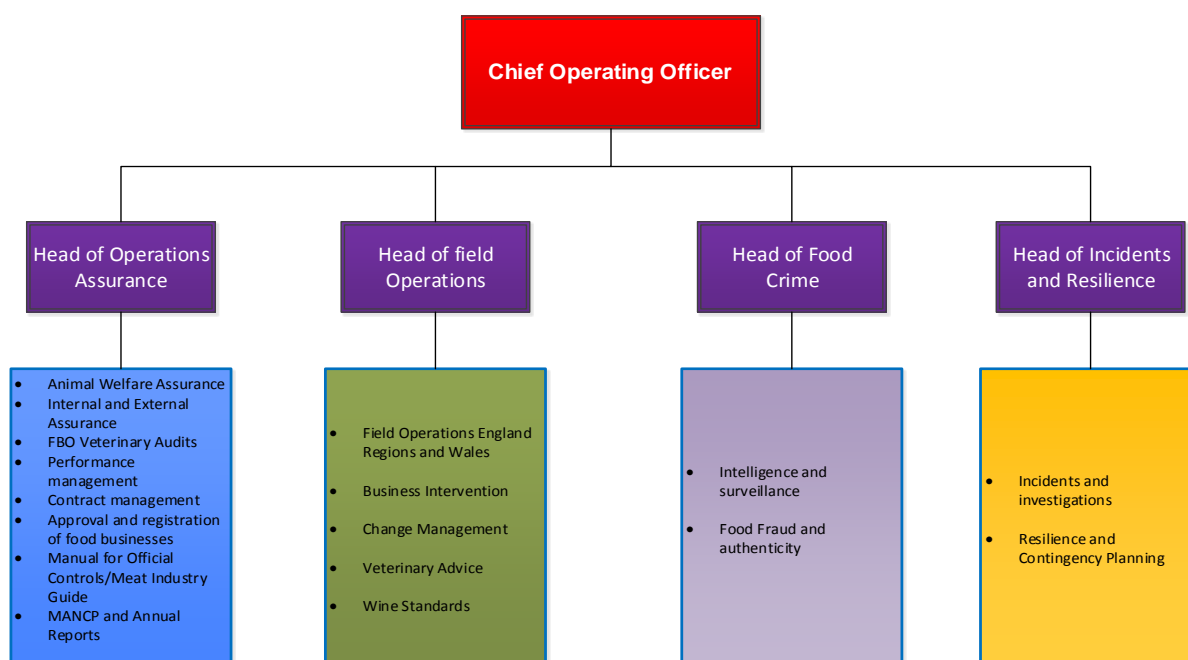 Chief Operating Officer
Head of Operations
Assurance
Head of field
Operations
Head of Food
Crime
Head of Incidents
and Resilience
• Animal Welfare Assurance
• Internal and External
Assurance
• FBO Veterinary Audits
• Performance
management
• Contract management
• Approval and registration
of food businesses
• Manual for Official
Controls/Meat Industry
Guide
• MANCP and Annual
Reports
• Field Operations England
Regions and Wales
• Business Intervention
• Change Management
• Veterinary Advice
• Wine Standards
• Intelligence and
surveillance
• Food Fraud and
authenticity
• Incidents and
investigations
• Resilience and
Contingency Planning